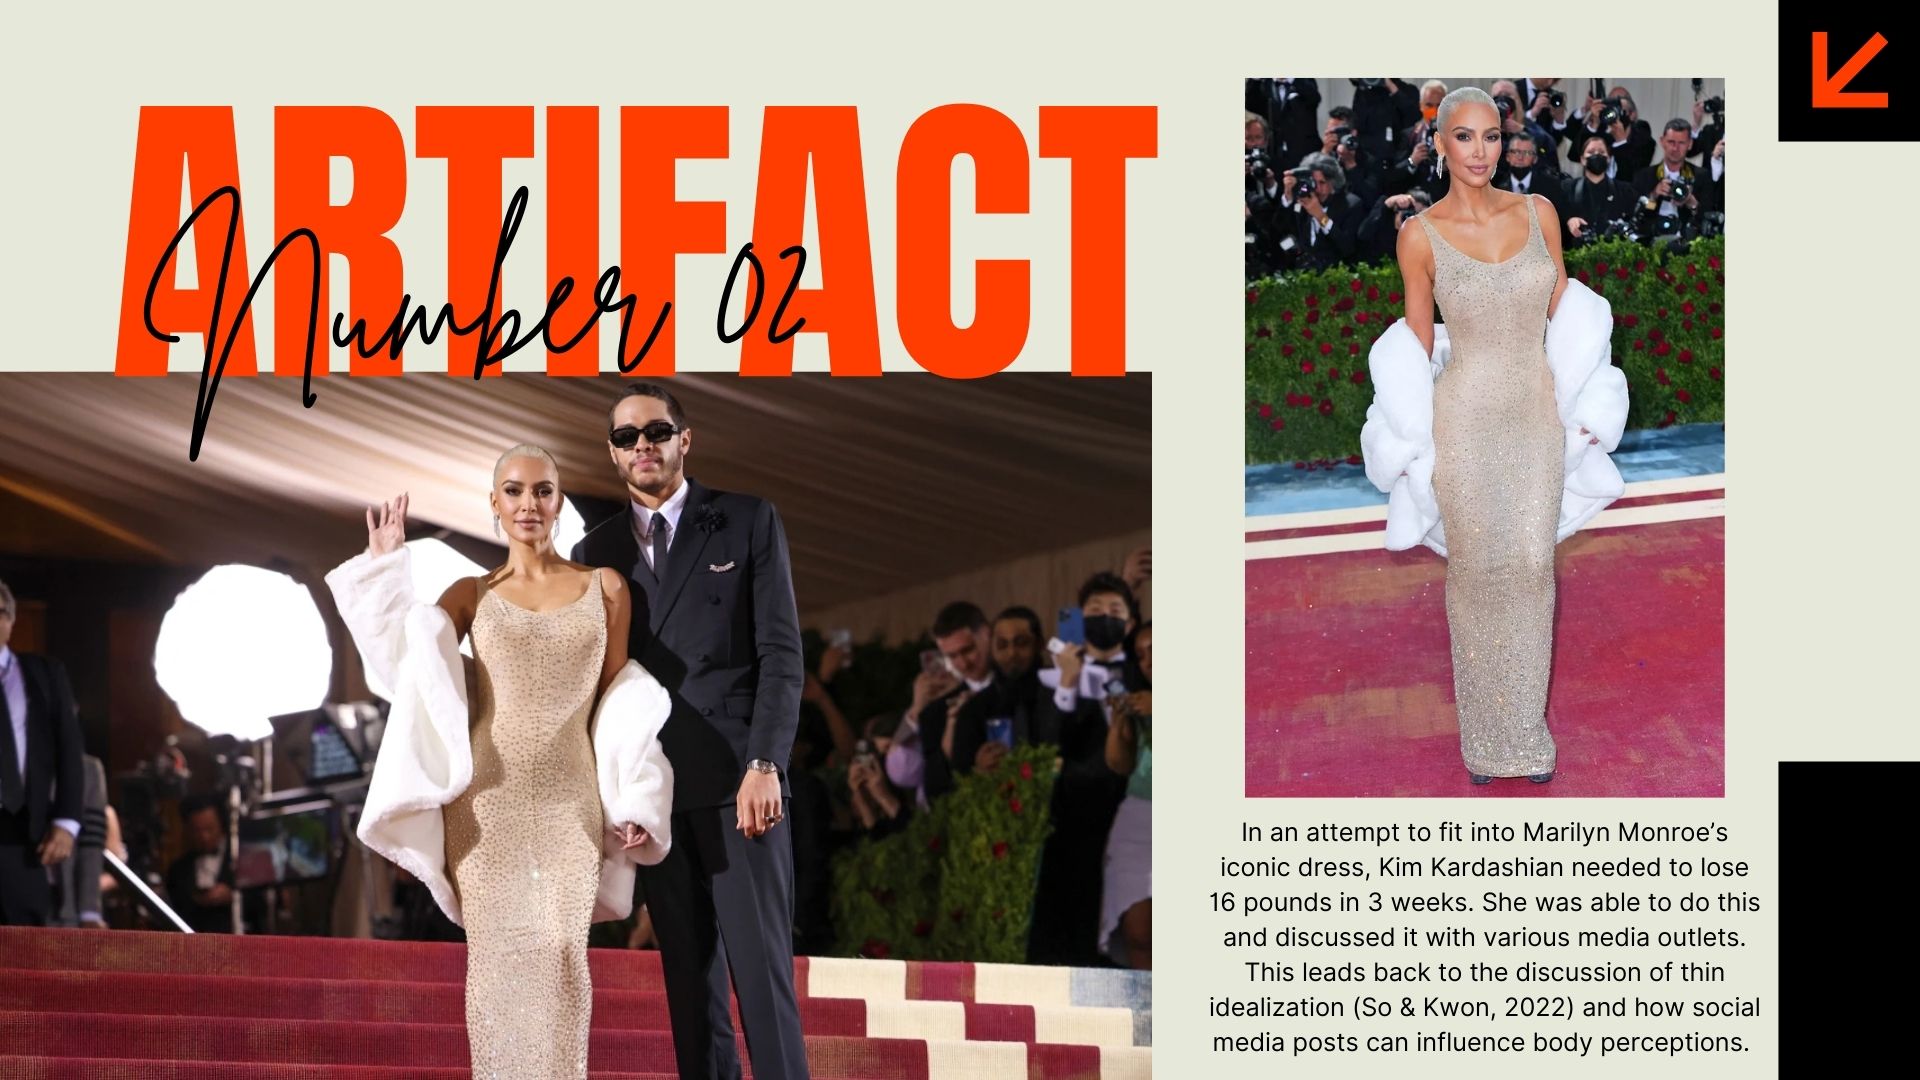 ARTIFACT
Number 02
In an attempt to fit into Marilyn Monroe’s
iconic dress, Kim Kardashian needed to lose
16 pounds in 3 weeks. She was able to do this
and discussed it with various media outlets.
This leads back to the discussion of thin
idealization (So & Kwon, 2022) and how social
media posts can influence body perceptions.